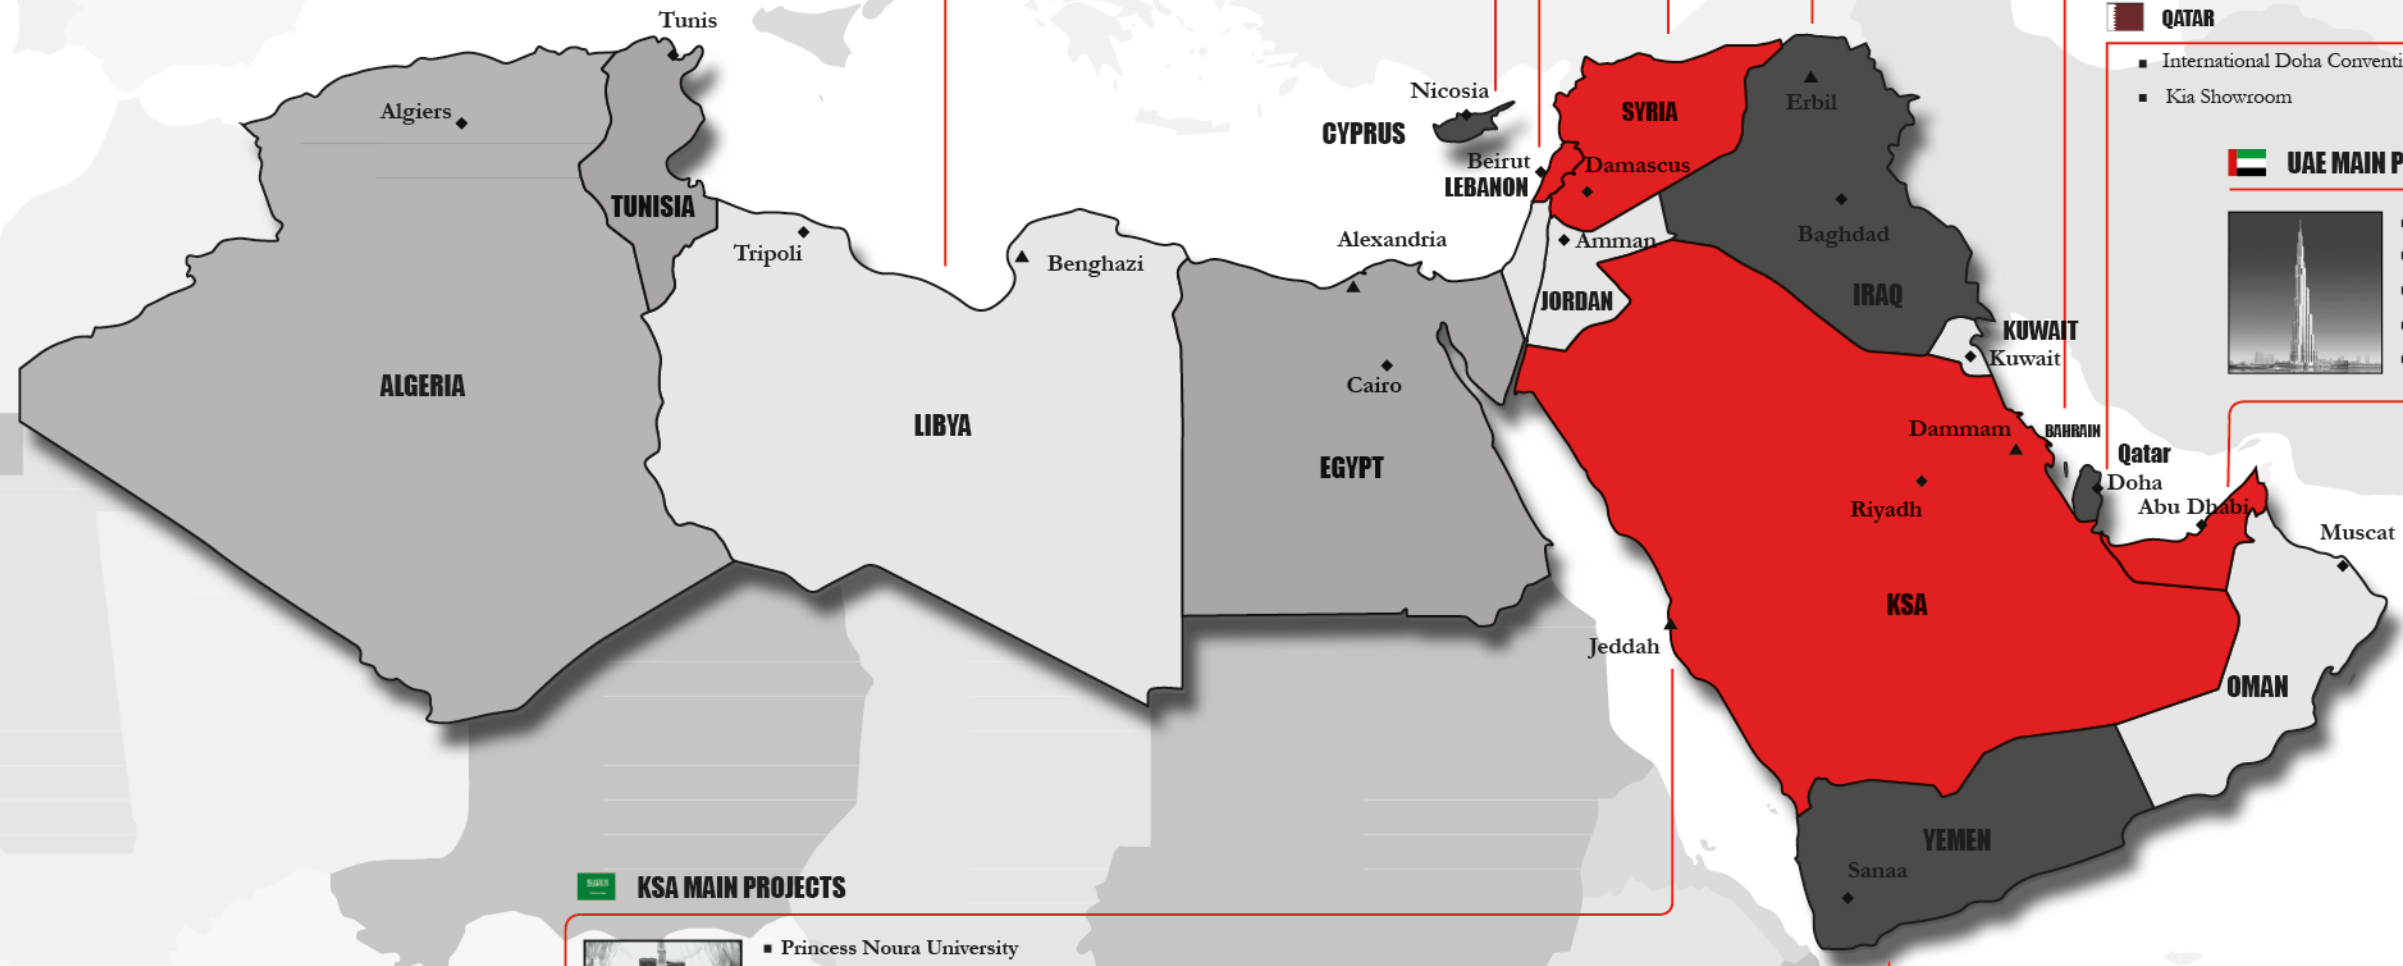 Tunis
QATAR
International Doha Conventi
Kia Showroom
Algiers
Nicosia
CYPRUS
SYRIA
Erbil
Beirut
LEBANON
Damascus
UAE MAIN P
TUNISIA
Tripoli
Benghazi
Alexandria
Amman
Baghdad
JORDAN
IRAQ
KUWAIT
Kuwait
ALGERIA
LIBYA
Cairo
EGYPT
Dammam
BAHRAIN
Qatar
Doha
Abu Dhabi
Riyadh
Muscat
KSA
Jeddah
OMAN
YEMEN
Sanaa
KSA MAIN PROJECTS
Princess Noura University